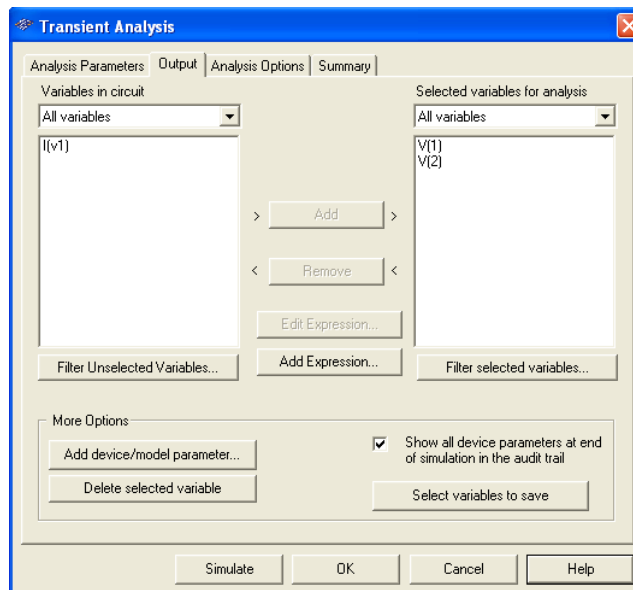 Transient Analysis
Analysis Parameters Output Analysis Options Summary
Variables in circuit
All variables
I(v1)
Filter Unselected Variables...
> Add >
< Remove <
Edit Expression...
Add Expression...
Selected variables for analysis
All variables
V(1)
V(2)
Filter selected variables...
More Options
Add device/model parameter...
Delete selected variable
Show all device parameters at end
of simulation in the audit trail
Select variables to save
Simulate OK Cancel Help